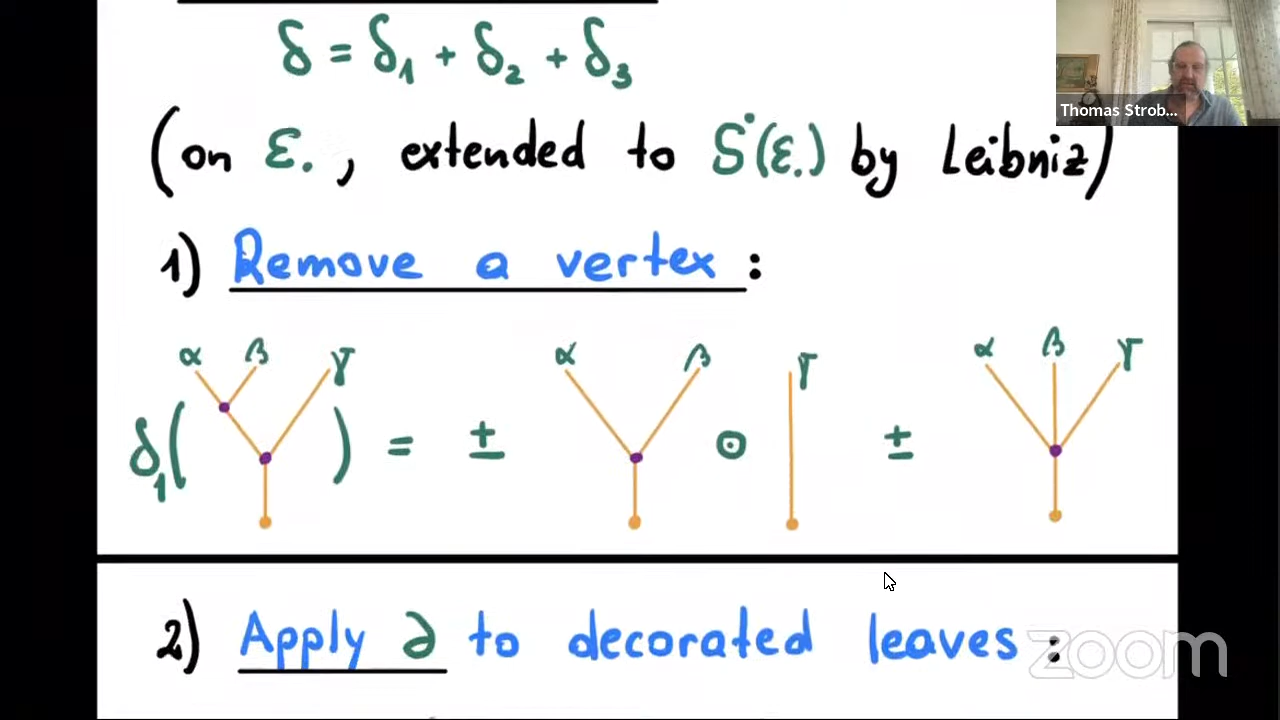 δ = δ₁ + δ₂ + δ₃
Thomas Strob...
(on Ɛ. , extended to S˙(Ɛ.) by Leibniz)
1) Remove a vertex :
α β γ α β γ α β γ
δ₁( ) = ± ⊙ ±
2) Apply ∂ to decorated leaves :
zoom